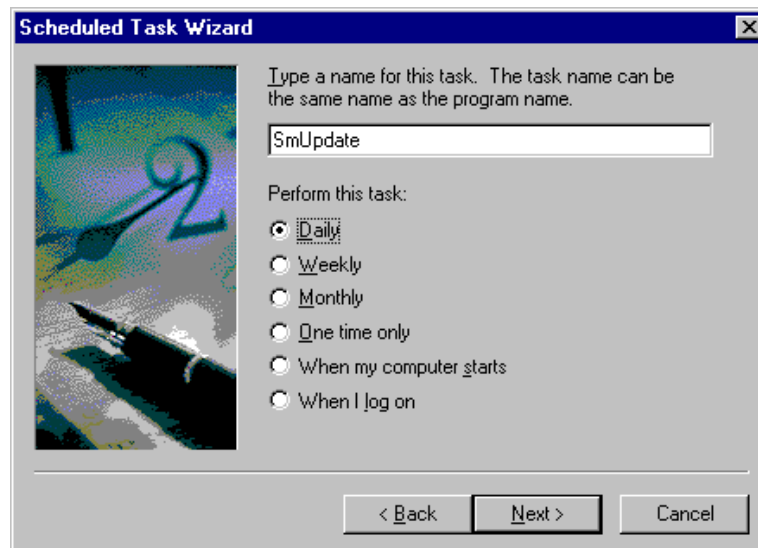 Scheduled Task Wizard
Type a name for this task. The task name can be
the same name as the program name.
SmUpdate
Perform this task:
Daily
Weekly
Monthly
One time only
When my computer starts
When I log on
< Back Next > Cancel